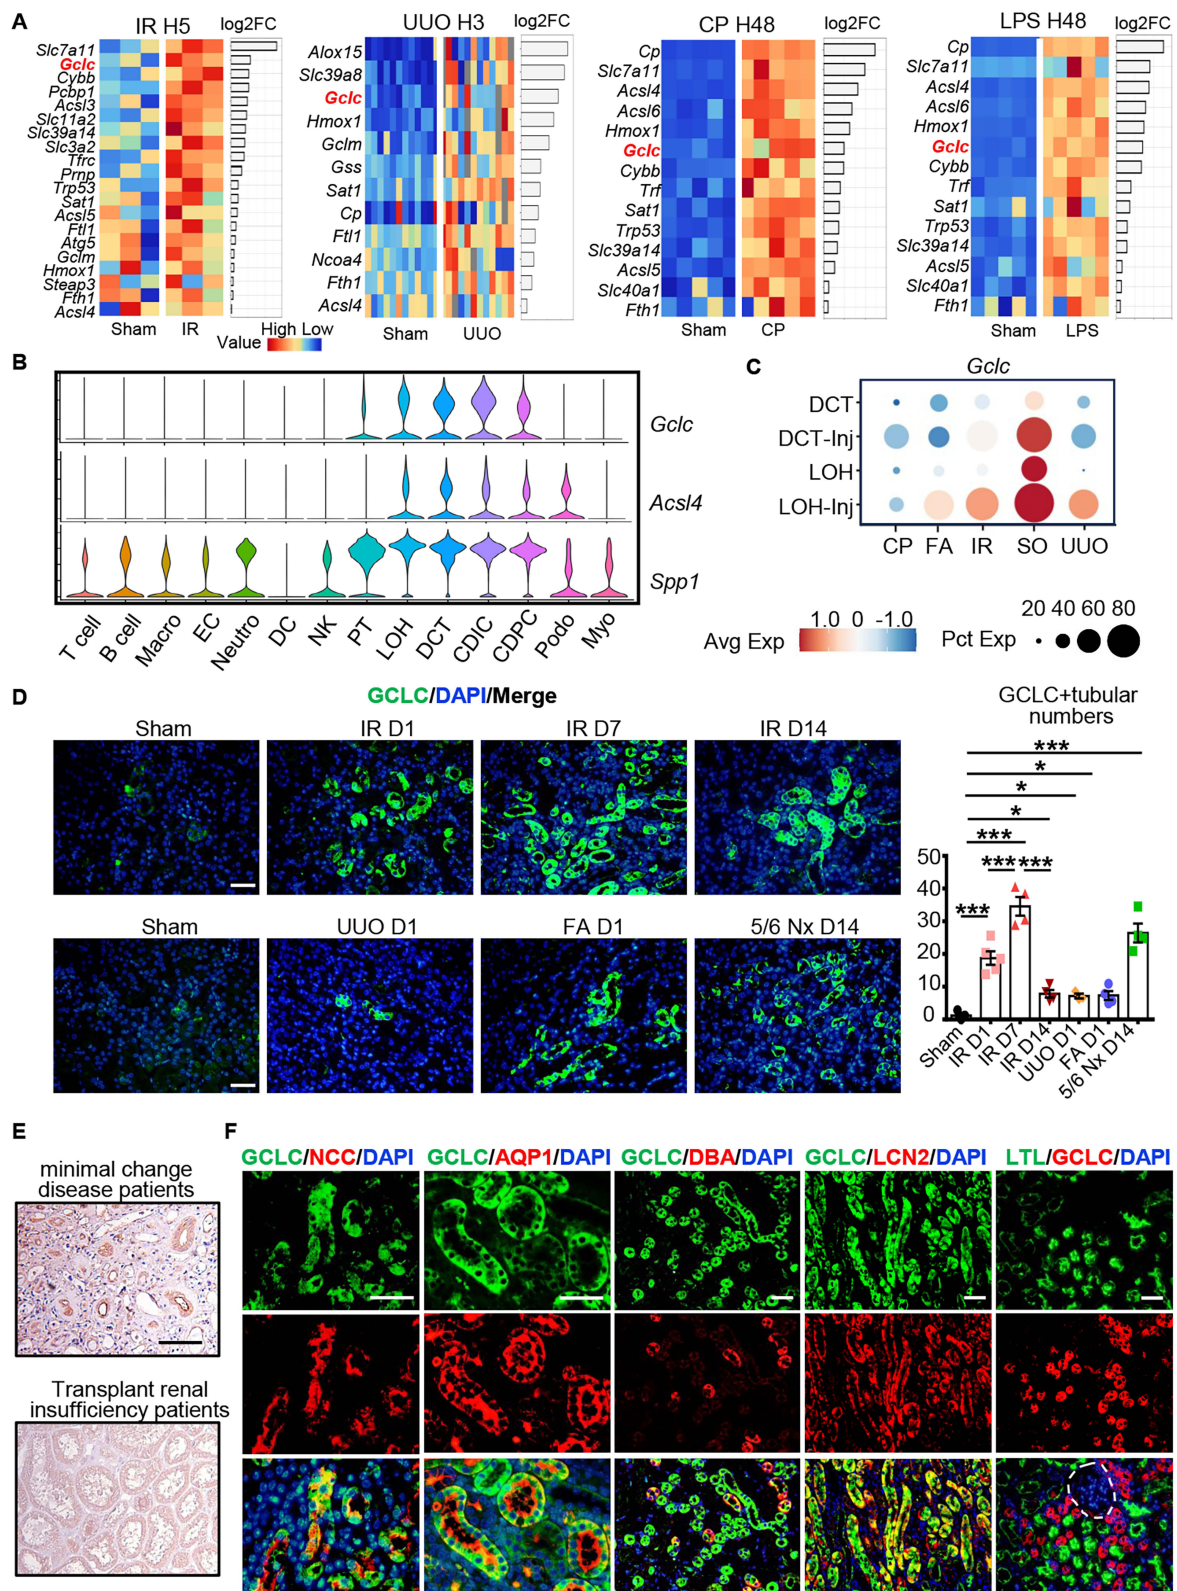 A
IR H5
log2FC
Slc7a11
Gclc
Cybb
Pcbp1
Acsl3
Slc11a2
Slc39a14
Slc3a2
Tfrc
Prnp
Trp53
Sat1
Acsl5
Ftl1
Atg5
Gclm
Hmox1
Steap3
Fth1
Acsl4
Sham
IR
Value
High Low
UUO H3
log2FC
Alox15
Slc39a8
Gclc
Hmox1
Gclm
Gss
Sat1
Cp
Ftl1
Ncoa4
Fth1
Acsl4
Sham
UUO
CP H48
log2FC
Cp
Slc7a11
Acsl4
Acsl6
Hmox1
Gclc
Cybb
Trf
Sat1
Trp53
Slc39a14
Acsl5
Slc40a1
Fth1
Sham
CP
LPS H48
log2FC
Cp
Slc7a11
Acsl4
Acsl6
Hmox1
Gclc
Cybb
Trf
Sat1
Trp53
Slc39a14
Acsl5
Slc40a1
Fth1
Sham
LPS
B
Gclc
Acsl4
Spp1
T cell
B cell
Macro
EC
Neutro
DC
NK
PT
LOH
DCT
CDIC
CDPC
Podo
Myo
C
Gclc
DCT
DCT-Inj
LOH
LOH-Inj
CP FA IR SO UUO
Avg Exp
1.0 0 -1.0
Pct Exp
20 40 60 80
D
GCLC/DAPI/Merge
Sham
IR D1
IR D7
IR D14
Sham
UUO D1
FA D1
5/6 Nx D14
GCLC+tubular
numbers
***
*
*
*
***
*** ***
***
50
40
30
20
10
0
Sham
IR D1
IR D7
IR D14
UUO D1
FA D1
5/6 Nx D14
E
minimal change
disease patients
Transplant renal
insufficiency patients
F
GCLC/NCC/DAPI
GCLC/AQP1/DAPI
GCLC/DBA/DAPI
GCLC/LCN2/DAPI
LTL/GCLC/DAPI